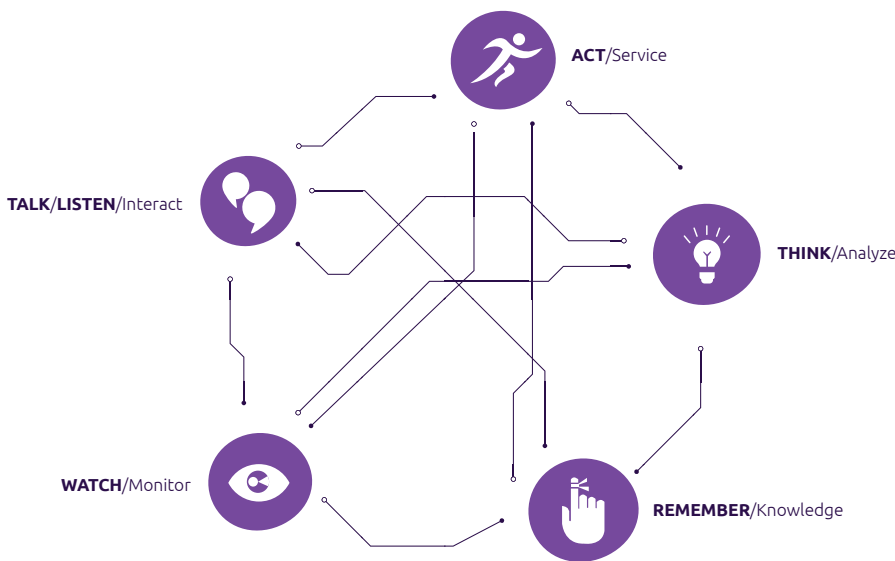 ACT/Service
TALK/LISTEN/Interact
THINK/Analyze
WATCH/Monitor
REMEMBER/Knowledge